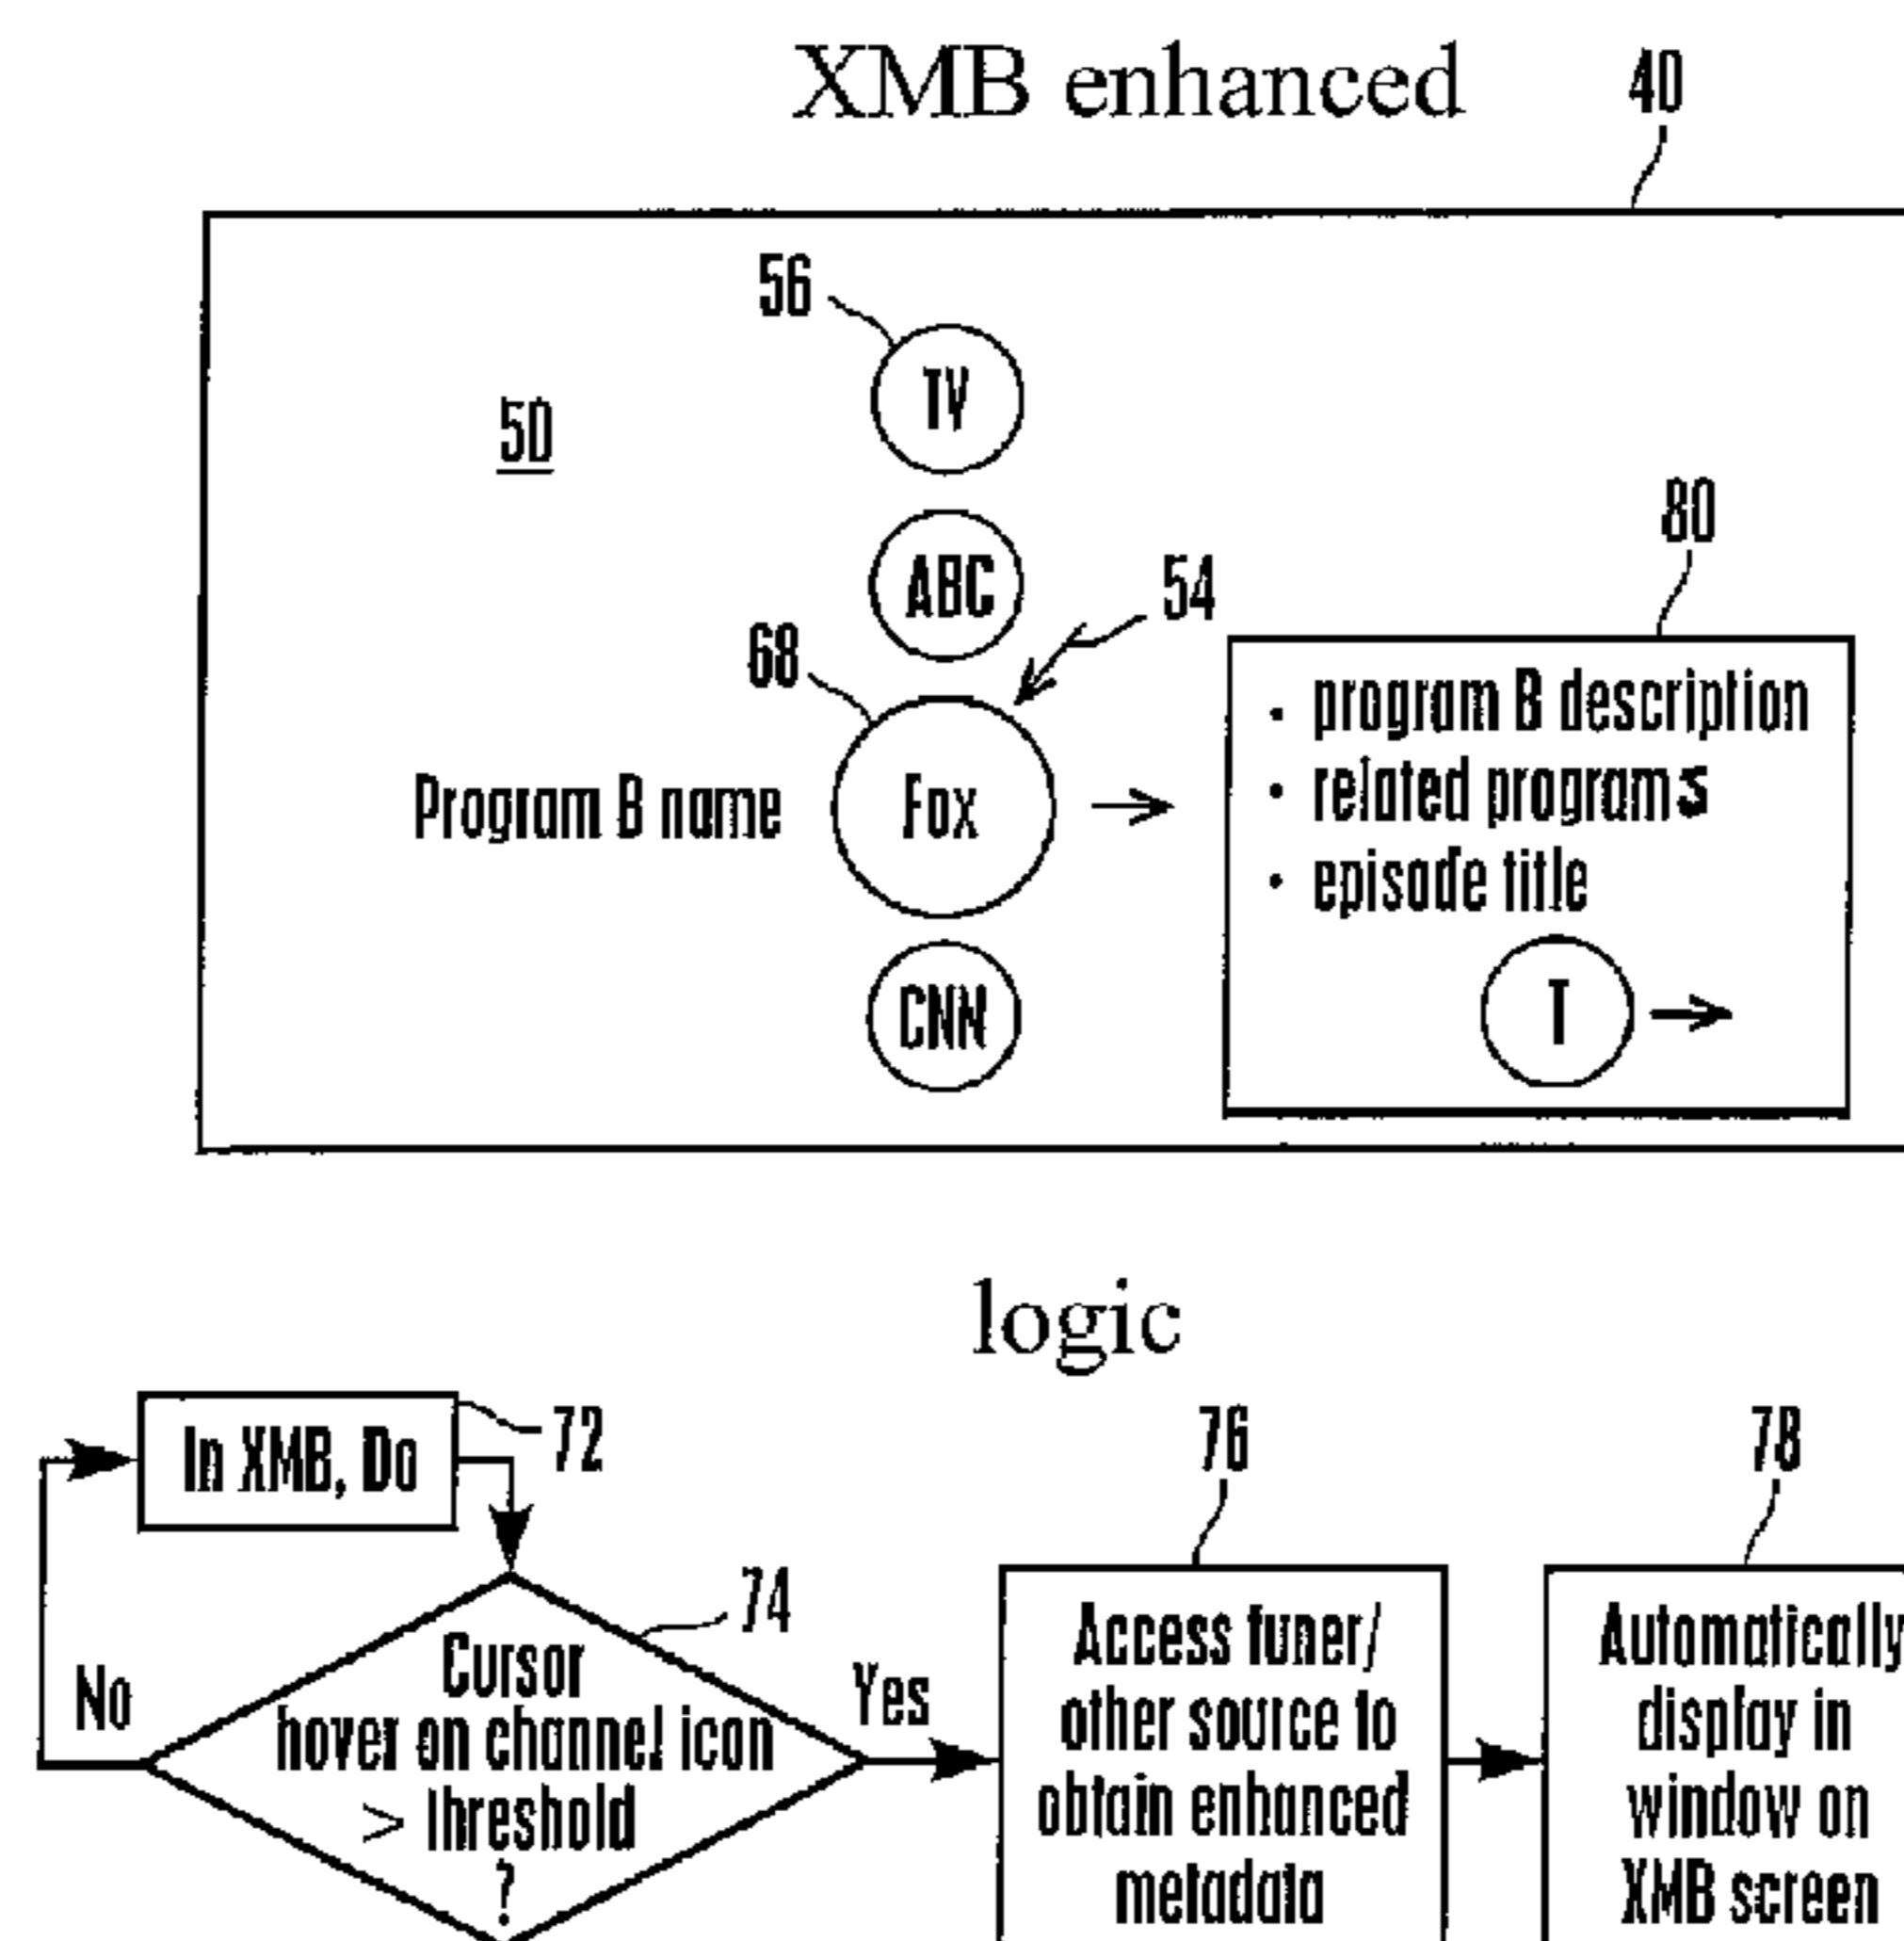 XMB enhanced
40
56
TV
50
ABC
80
54
68
• program B description
• related programs
• episode title
Program B name
Fox
CNN
T
logic
In XMB, Do
72
76
78
74
Cursor
hover on channel icon
> threshold
?
No
Yes
Access tuner/
other source to
obtain enhanced
metadata
Automatically
display in
window on
XMB screen